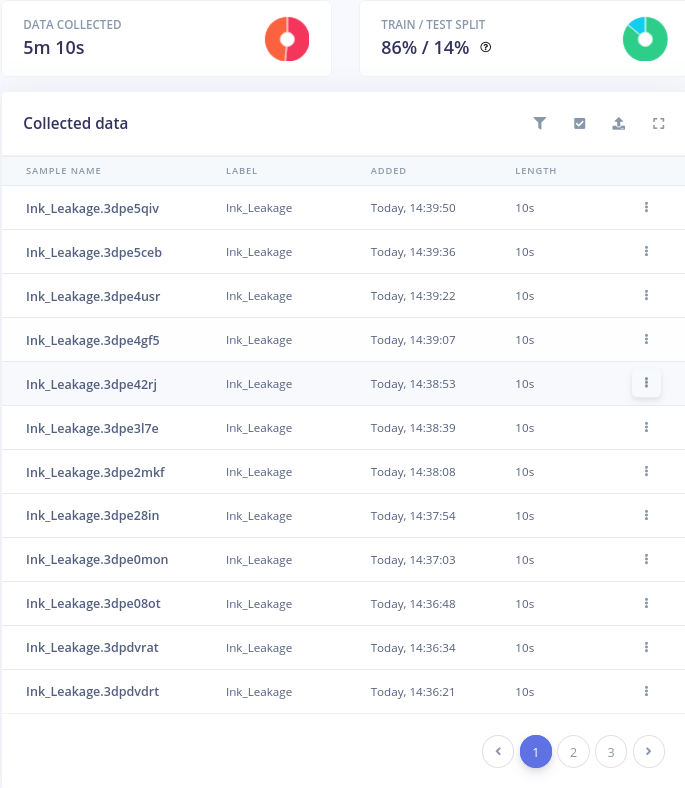 DATA COLLECTED
5m 10s
TRAIN / TEST SPLIT
86% / 14% ?
Collected data
SAMPLE NAME LABEL ADDED LENGTH
Ink_Leakage.3dpe5qiv Ink_Leakage Today, 14:39:50 10s
Ink_Leakage.3dpe5ceb Ink_Leakage Today, 14:39:36 10s
Ink_Leakage.3dpe4usr Ink_Leakage Today, 14:39:22 10s
Ink_Leakage.3dpe4gf5 Ink_Leakage Today, 14:39:07 10s
Ink_Leakage.3dpe42rj Ink_Leakage Today, 14:38:53 10s
Ink_Leakage.3dpe3l7e Ink_Leakage Today, 14:38:39 10s
Ink_Leakage.3dpe2mkf Ink_Leakage Today, 14:38:08 10s
Ink_Leakage.3dpe28in Ink_Leakage Today, 14:37:54 10s
Ink_Leakage.3dpe0mon Ink_Leakage Today, 14:37:03 10s
Ink_Leakage.3dpe08ot Ink_Leakage Today, 14:36:48 10s
Ink_Leakage.3dpdvrat Ink_Leakage Today, 14:36:34 10s
Ink_Leakage.3dpdvdrt Ink_Leakage Today, 14:36:21 10s
1 2 3